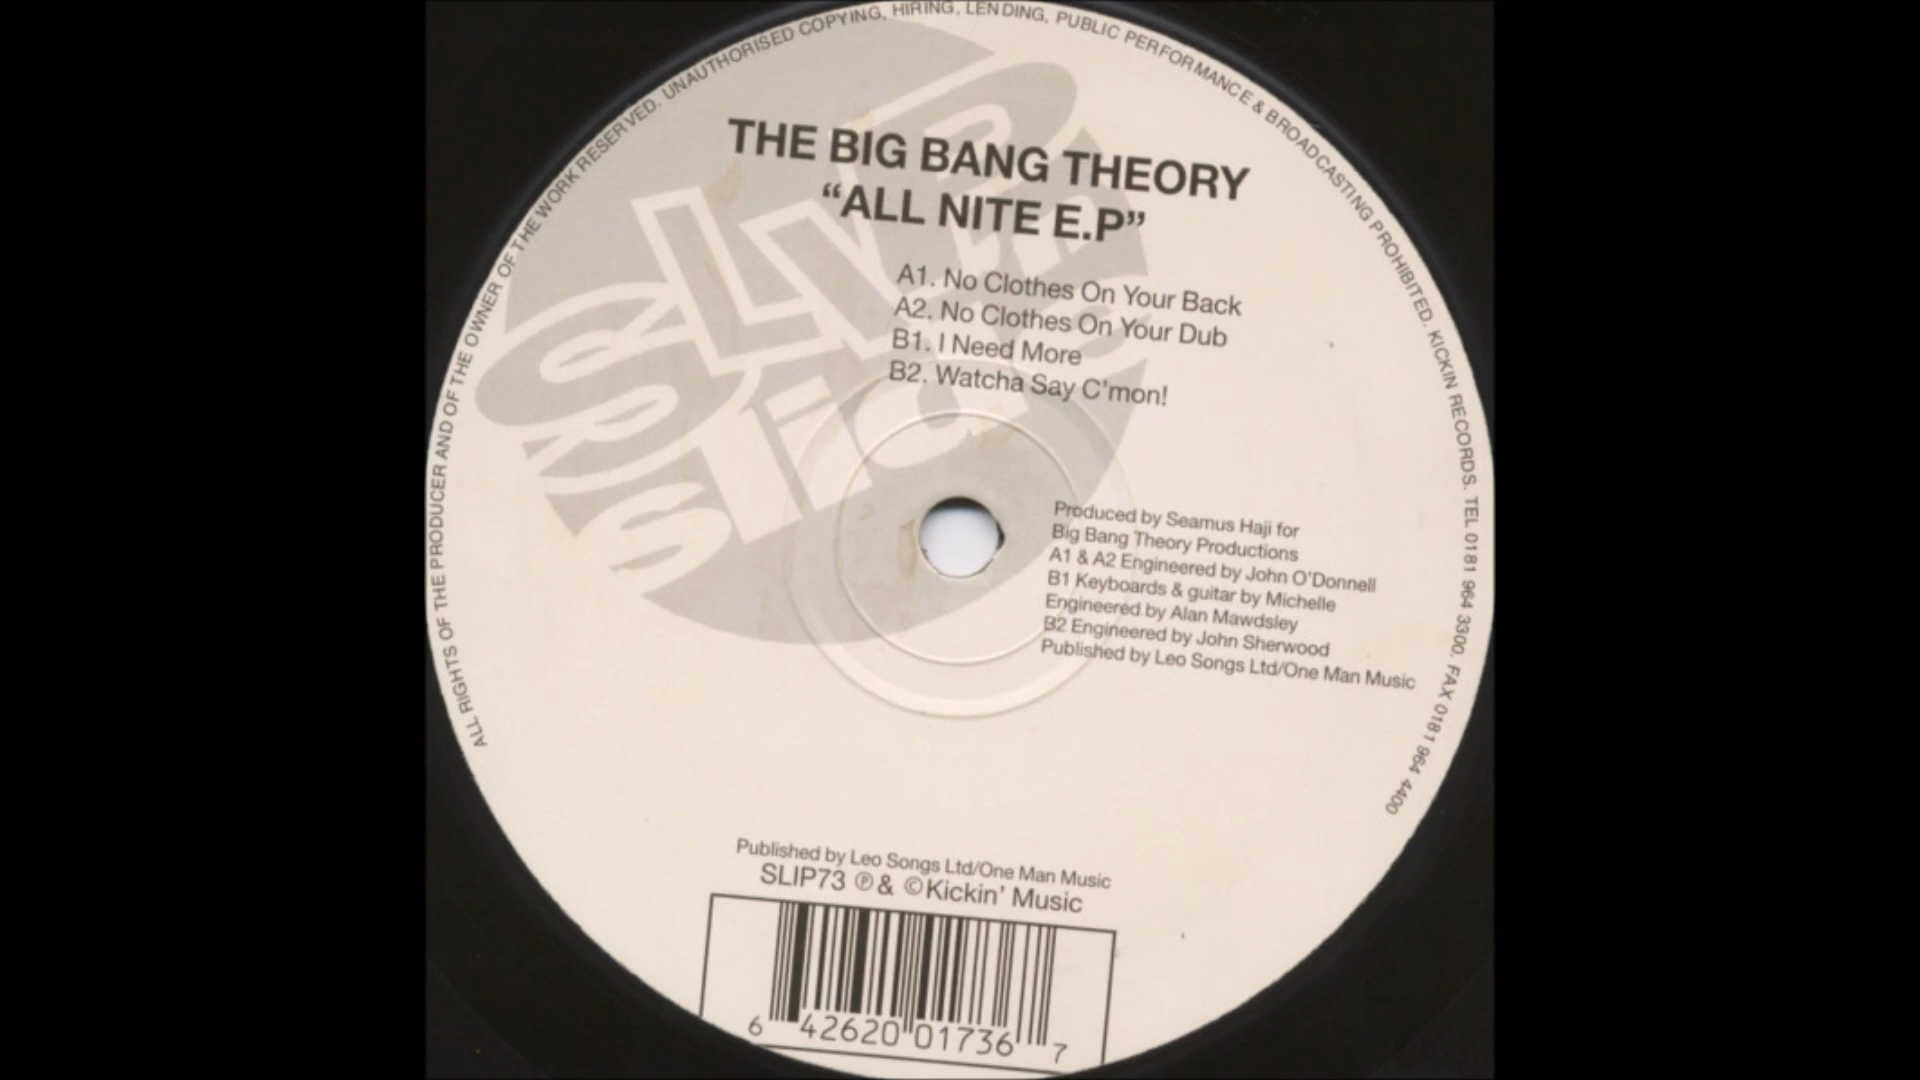 ALL RIGHTS OF THE PRODUCER AND OF THE OWNER OF THE WORK RESERVED. UNAUTHORISED COPYING, HIRING, LENDING, PUBLIC PERFORMANCE & BROADCASTING PROHIBITED. KICKIN RECORDS. TEL 0181 964 3300. FAX 0181 964 4400
THE BIG BANG THEORY
“ALL NITE E.P”
A1. No Clothes On Your Back
A2. No Clothes On Your Dub
B1. I Need More
B2. Watcha Say C'mon!
Produced by Seamus Haji for
Big Bang Theory Productions
A1 & A2 Engineered by John O'Donnell
B1 Keyboards & guitar by Michelle
Engineered by Alan Mawdsley
B2 Engineered by John Sherwood
Published by Leo Songs Ltd/One Man Music
Published by Leo Songs Ltd/One Man Music
SLIP73 ℗ & ©Kickin' Music
6 42620 01736 7